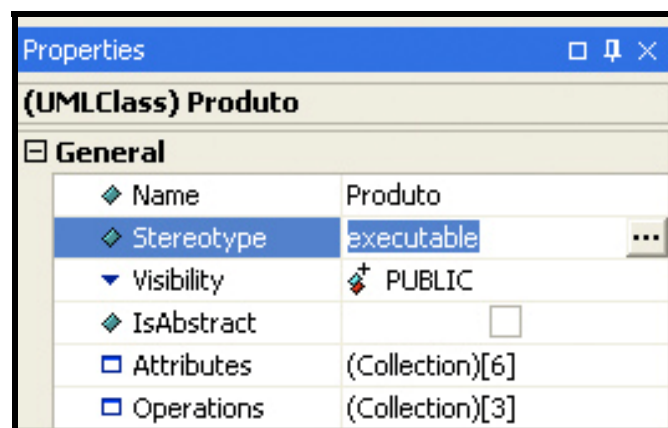 Properties
(UMLClass) Produto
General
Name Produto
Stereotype executable ...
Visibility PUBLIC
IsAbstract
Attributes (Collection)[6]
Operations (Collection)[3]